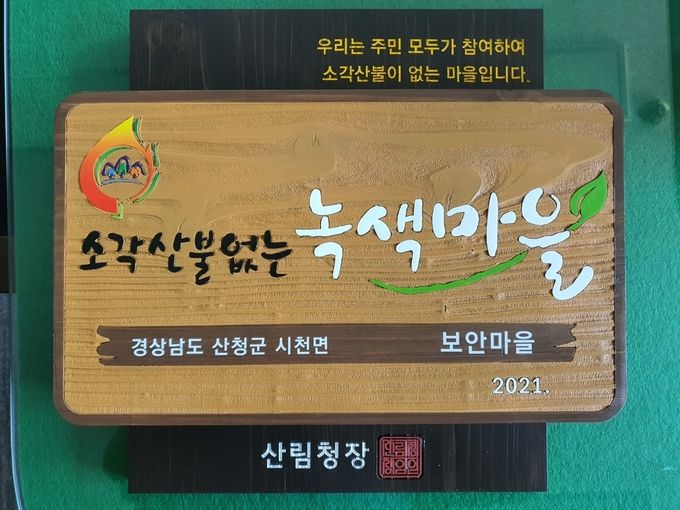 우리는 주민 모두가 참여하여
소각산불이 없는 마을입니다.
소각산불없는 녹색마을
경상남도 산청군 시천면 보안마을
2021.
산림청장